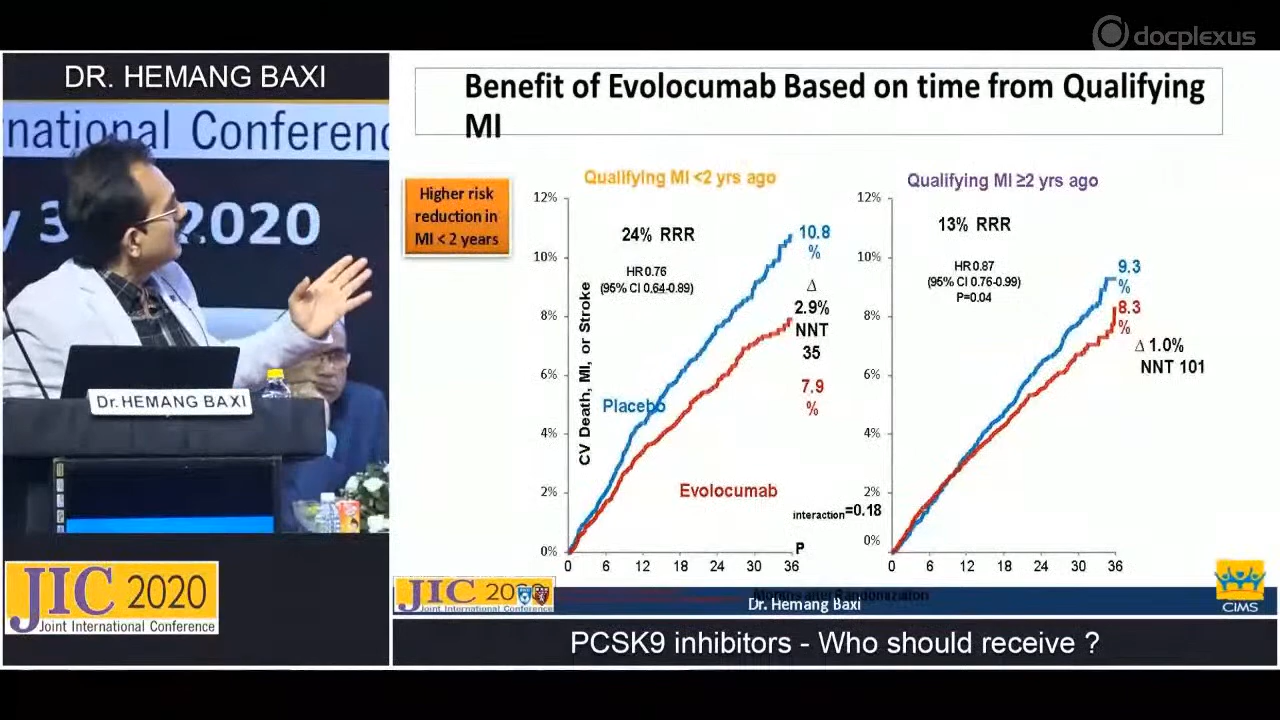 docplexus
DR. HEMANG BAXI
national Conferenc
y 3 2020
Dr. HEMANG BAXI
JIC 2020
Joint International Conference
Benefit of Evolocumab Based on time from Qualifying
MI
Higher risk
reduction in
MI < 2 years
Qualifying MI <2 yrs ago
12%
10%
8%
6%
4%
2%
0%
CV Death, MI, or Stroke
24% RRR
HR 0.76
(95% CI 0.64-0.89)
10.8
%
Δ
2.9%
NNT
35
7.9
%
Placebo
Evolocumab
0 6 12 18 24 30 36
interaction=0.18
P
Qualifying MI ≥2 yrs ago
12%
10%
8%
6%
4%
2%
0%
13% RRR
HR 0.87
(95% CI 0.76-0.99)
P=0.04
9.3
%
8.3
%
Δ 1.0%
NNT 101
0 6 12 18 24 30 36
Months after Randomization
JIC 20
Joint International Conference
Dr. Hemang Baxi
CIMS
PCSK9 inhibitors - Who should receive ?